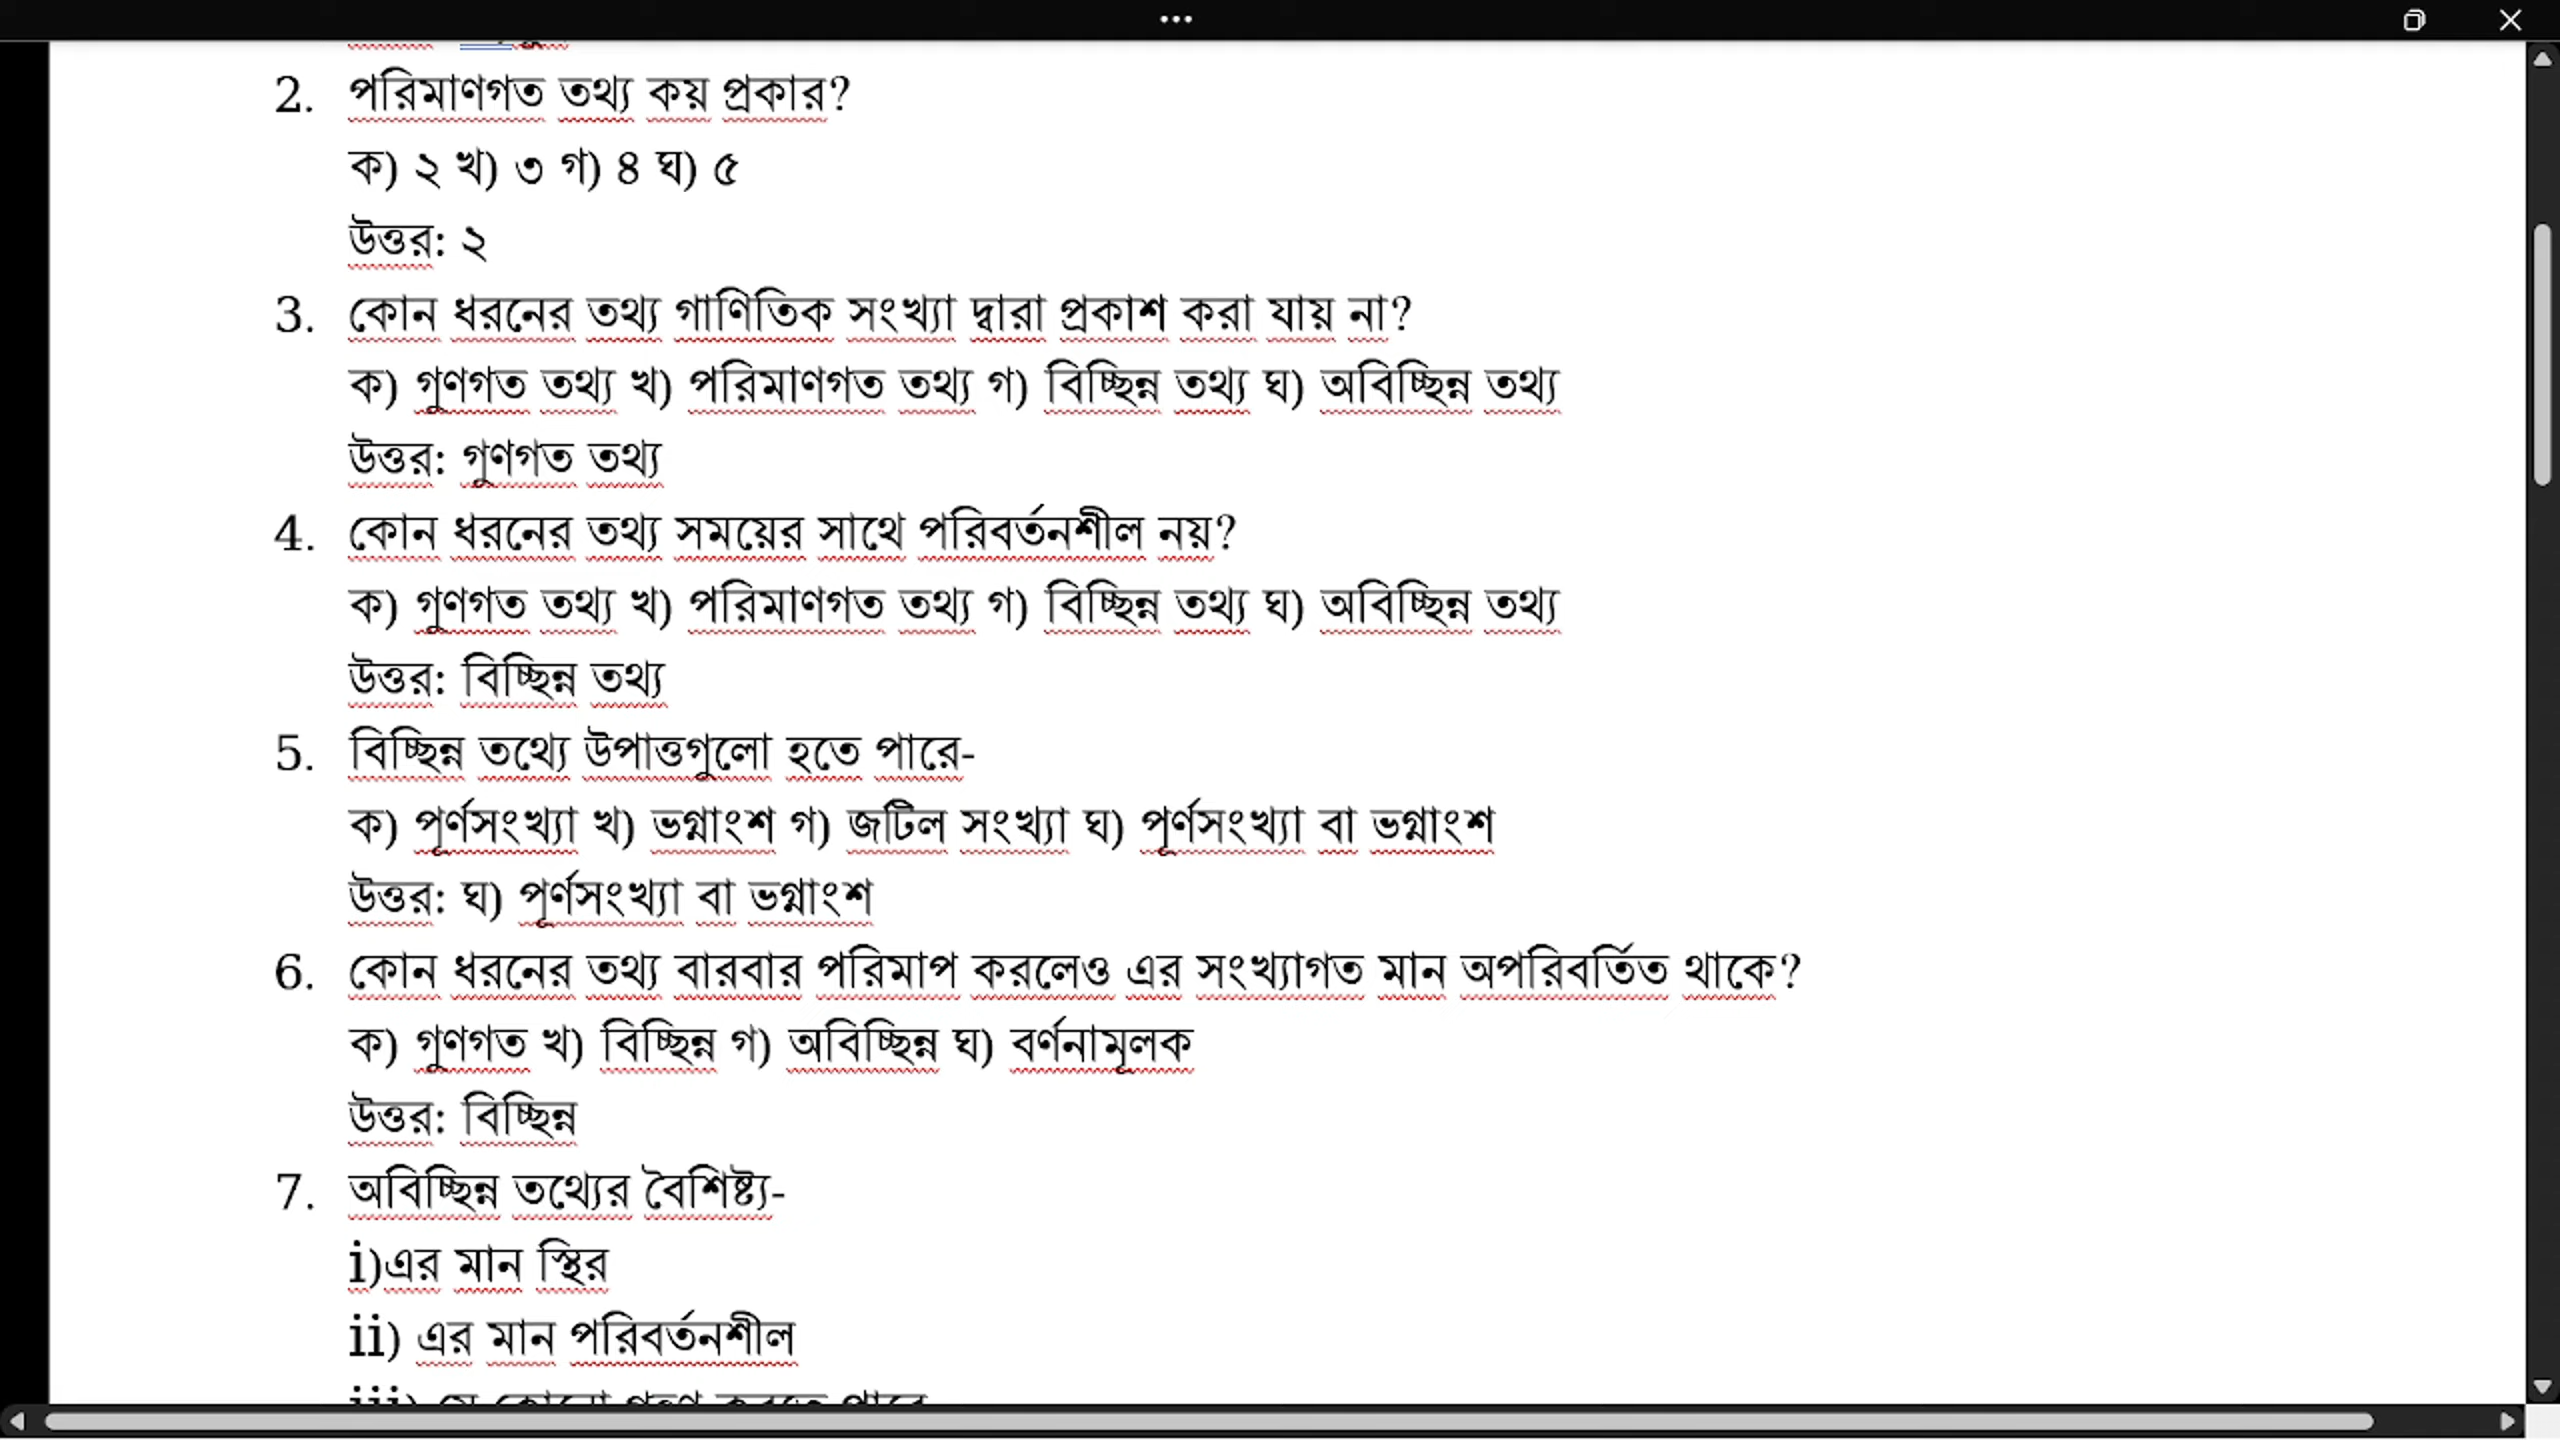 2. পরিমাণগত তথ্য কয় প্রকার?
ক) ২ খ) ৩ গ) ৪ ঘ) ৫
উত্তর: ২
3. কোন ধরনের তথ্য গাণিতিক সংখ্যা দ্বারা প্রকাশ করা যায় না?
ক) গুণগত তথ্য খ) পরিমাণগত তথ্য গ) বিচ্ছিন্ন তথ্য ঘ) অবিচ্ছিন্ন তথ্য
উত্তর: গুণগত তথ্য
4. কোন ধরনের তথ্য সময়ের সাথে পরিবর্তনশীল নয়?
ক) গুণগত তথ্য খ) পরিমাণগত তথ্য গ) বিচ্ছিন্ন তথ্য ঘ) অবিচ্ছিন্ন তথ্য
উত্তর: বিচ্ছিন্ন তথ্য
5. বিচ্ছিন্ন তথ্যে উপাত্তগুলো হতে পারে-
ক) পূর্ণসংখ্যা খ) ভগ্নাংশ গ) জটিল সংখ্যা ঘ) পূর্ণসংখ্যা বা ভগ্নাংশ
উত্তর: ঘ) পূর্ণসংখ্যা বা ভগ্নাংশ
6. কোন ধরনের তথ্য বারবার পরিমাপ করলেও এর সংখ্যাগত মান অপরিবর্তিত থাকে?
ক) গুণগত খ) বিচ্ছিন্ন গ) অবিচ্ছিন্ন ঘ) বর্ণনামূলক
উত্তর: বিচ্ছিন্ন
7. অবিচ্ছিন্ন তথ্যের বৈশিষ্ট্য-
i)এর মান স্থির
ii) এর মান পরিবর্তনশীল